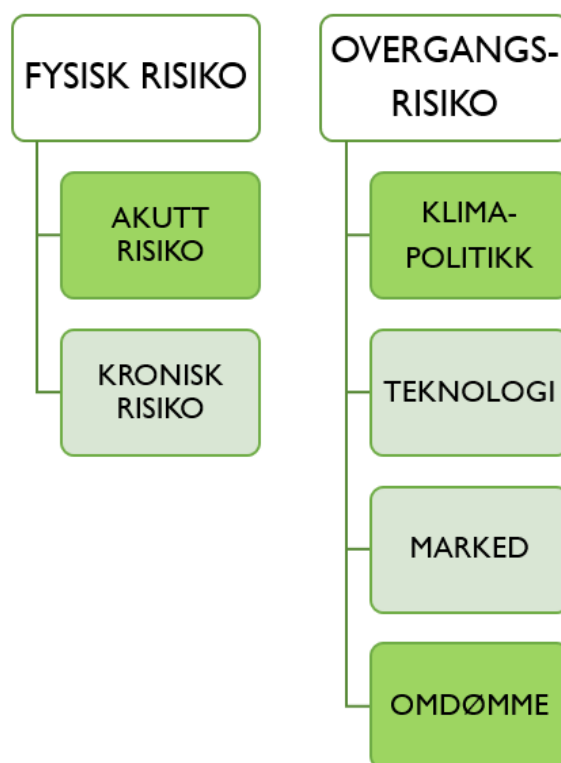 FYSISK RISIKO
AKUTT
RISIKO
KRONISK
RISIKO
OVERGANGS-
RISIKO
KLIMA-
POLITIKK
TEKNOLOGI
MARKED
OMDØMME